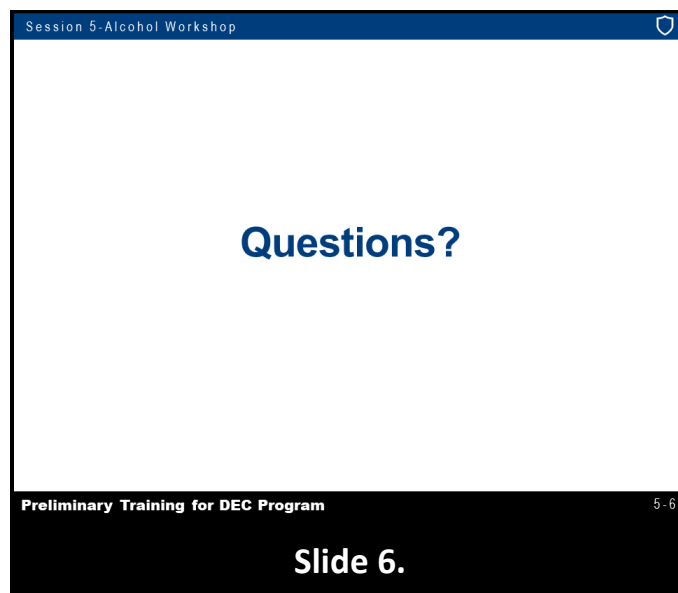 Session 5-Alcohol Workshop
Questions?
Preliminary Training for DEC Program
5-6
Slide 6.